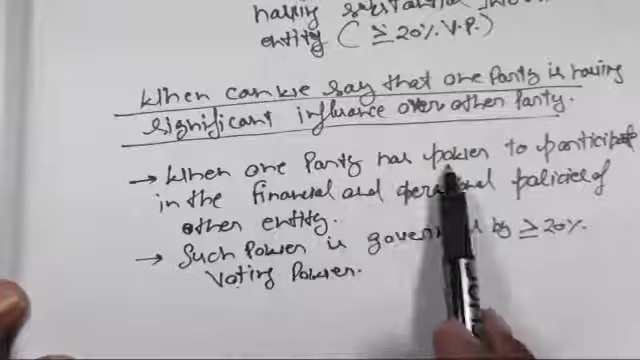 having substantial
entity ( ≥ 20% V.P.)
When can we say that one Party is having
significant influence over other Party.
→ When one Party has power to participate
in the financial and policies of
other entity.
→ Such Power is by ≥ 20%
Voting Power.